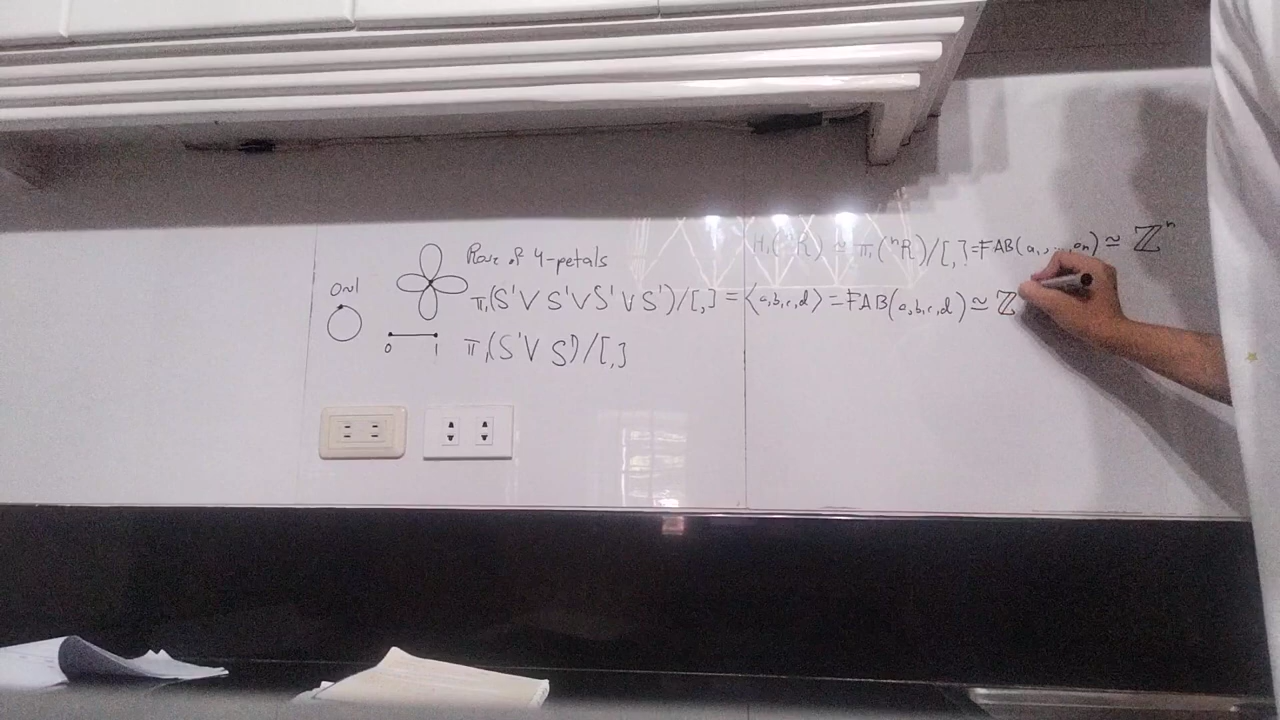 H₁(ⁿR) ≃ π₁(ⁿR)/[,] = FAB(a₁,...,an) ≃ ℤⁿ
Rose of 4-petals
0~1
π₁(S¹∨S¹∨S¹∨S¹)/[,] = ⟨a,b,c,d⟩ = FAB(a,b,c,d) ≃ ℤ
0 1
π₁(S¹∨S¹)/[,]